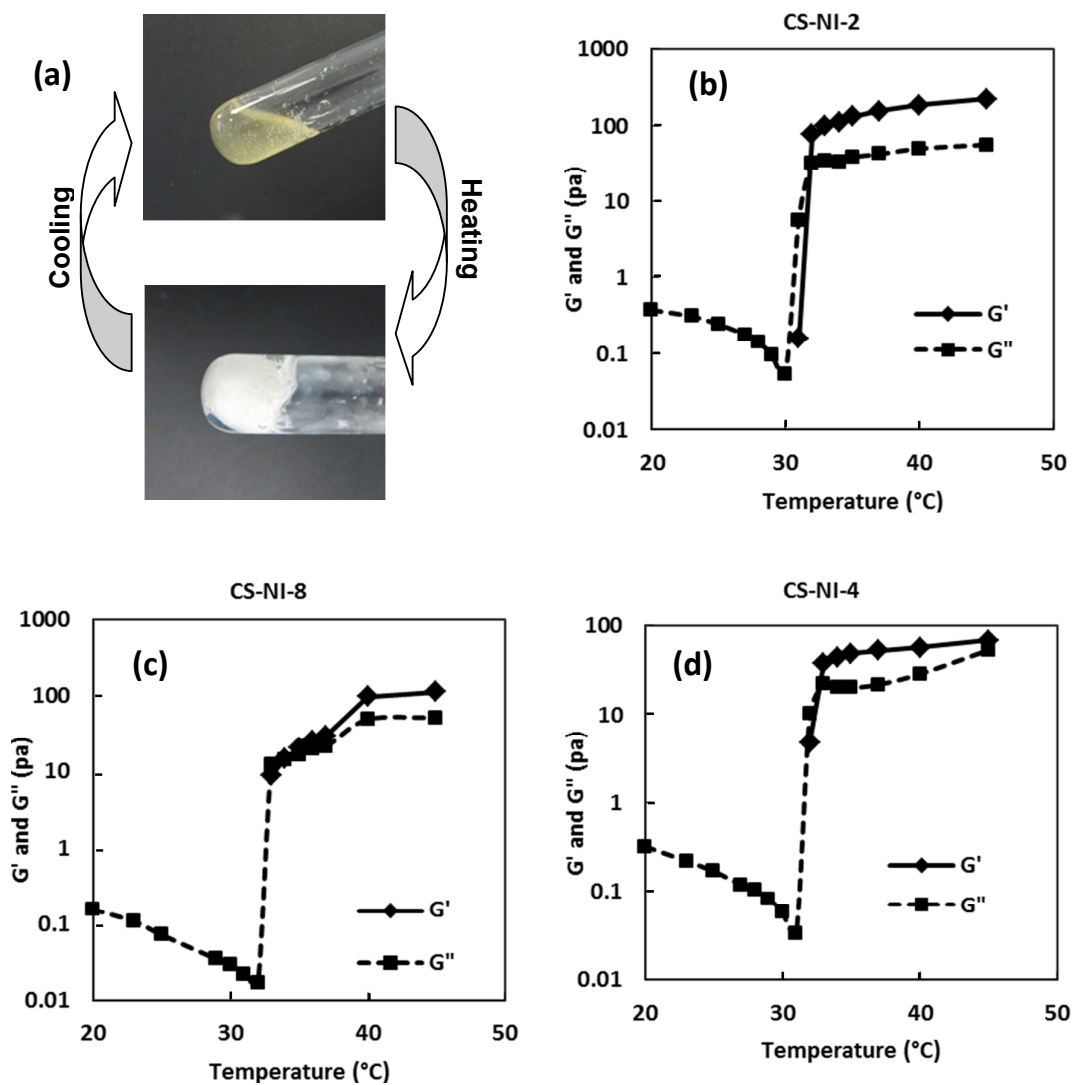 (a)
Cooling
Heating
CS-NI-2
(b)
G' and G" (pa)
1000
100
10
1
0.1
0.01
G'
G"
20 30 40 50
Temperature (°C)
CS-NI-8
(c)
G' and G" (pa)
1000
100
10
1
0.1
0.01
G'
G"
20 30 40 50
Temperature (°C)
CS-NI-4
(d)
G' and G" (pa)
100
10
1
0.1
0.01
G'
G"
20 30 40 50
Temperature (°C)